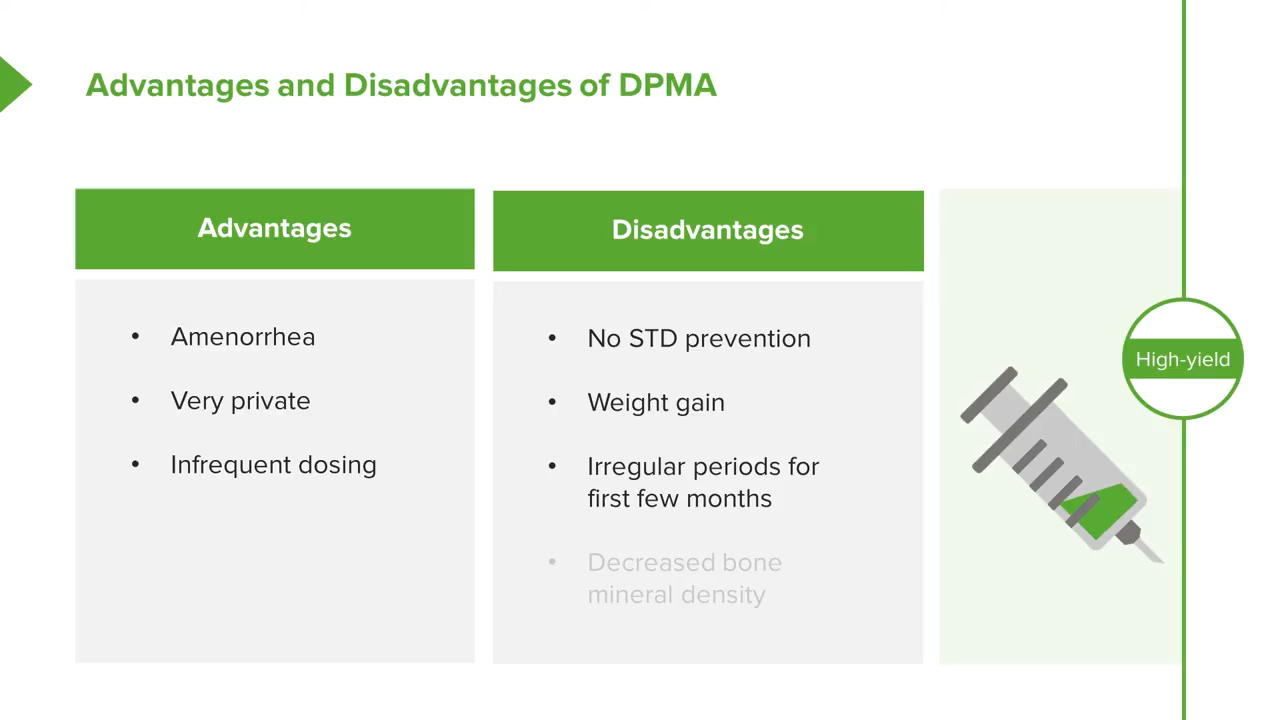 Advantages and Disadvantages of DPMA
Advantages
• Amenorrhea
• Very private
• Infrequent dosing
Disadvantages
• No STD prevention
• Weight gain
• Irregular periods for
first few months
• Decreased bone
mineral density
High-yield